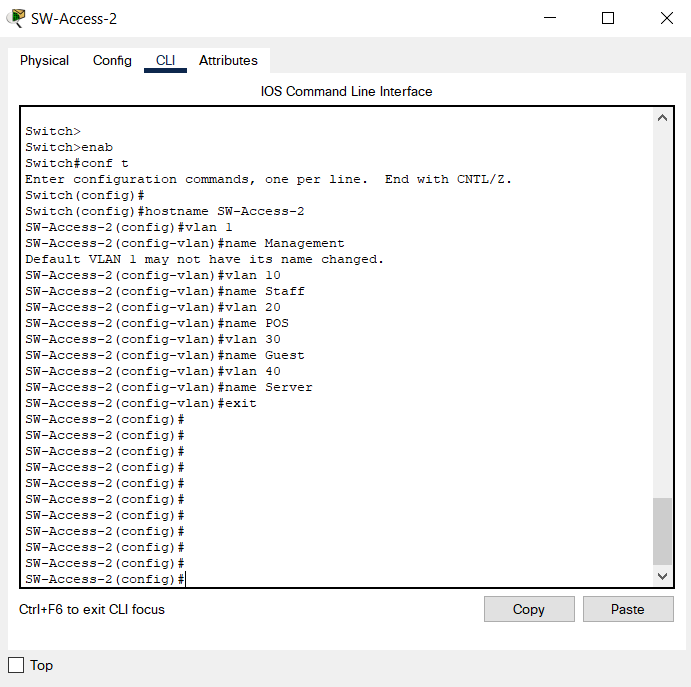 SW-Access-2
Physical Config CLI Attributes
IOS Command Line Interface
Switch>
Switch>enab
Switch#conf t
Enter configuration commands, one per line.  End with CNTL/Z.
Switch(config)#
Switch(config)#hostname SW-Access-2
SW-Access-2(config)#vlan 1
SW-Access-2(config-vlan)#name Management
Default VLAN 1 may not have its name changed.
SW-Access-2(config-vlan)#vlan 10
SW-Access-2(config-vlan)#name Staff
SW-Access-2(config-vlan)#vlan 20
SW-Access-2(config-vlan)#name POS
SW-Access-2(config-vlan)#vlan 30
SW-Access-2(config-vlan)#name Guest
SW-Access-2(config-vlan)#vlan 40
SW-Access-2(config-vlan)#name Server
SW-Access-2(config-vlan)#exit
SW-Access-2(config)#
SW-Access-2(config)#
SW-Access-2(config)#
SW-Access-2(config)#
SW-Access-2(config)#
SW-Access-2(config)#
SW-Access-2(config)#
SW-Access-2(config)#
SW-Access-2(config)#
SW-Access-2(config)#
SW-Access-2(config)#
Ctrl+F6 to exit CLI focus Copy Paste
Top